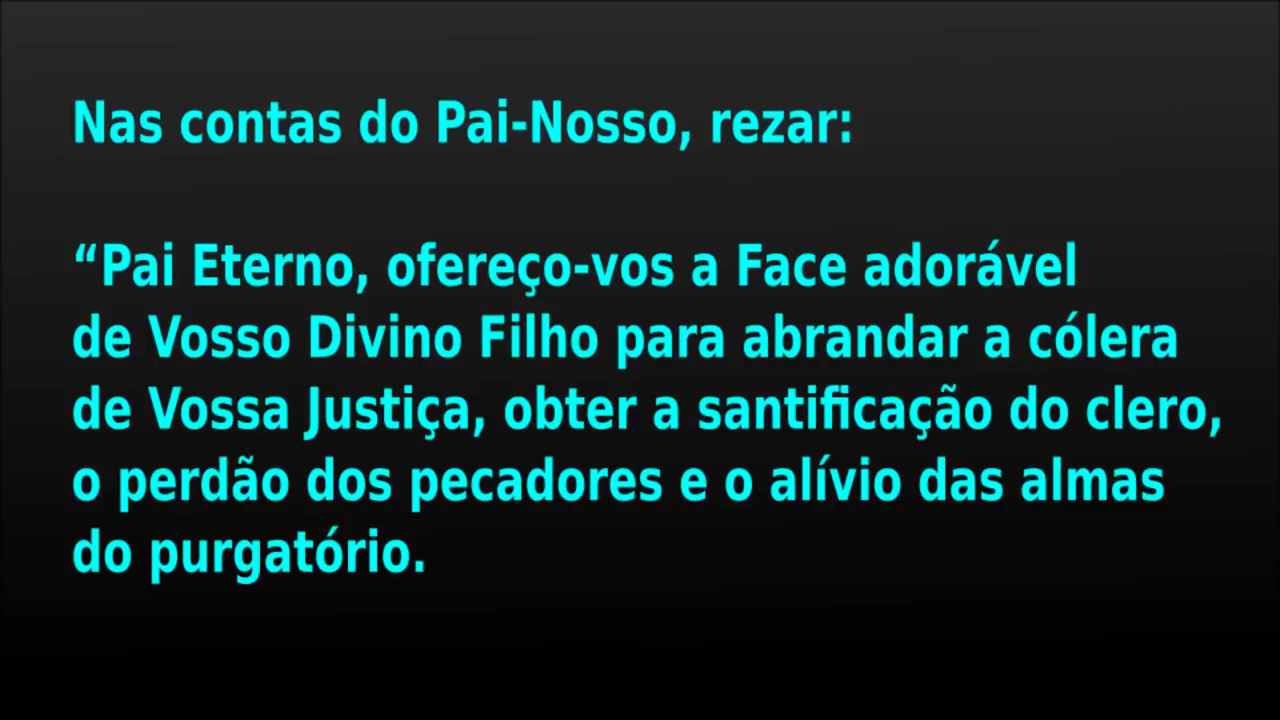 Nas contas do Pai-Nosso, rezar:
“Pai Eterno, ofereço-vos a Face adorável
de Vosso Divino Filho para abrandar a cólera
de Vossa Justiça, obter a santificação do clero,
o perdão dos pecadores e o alívio das almas
do purgatório.